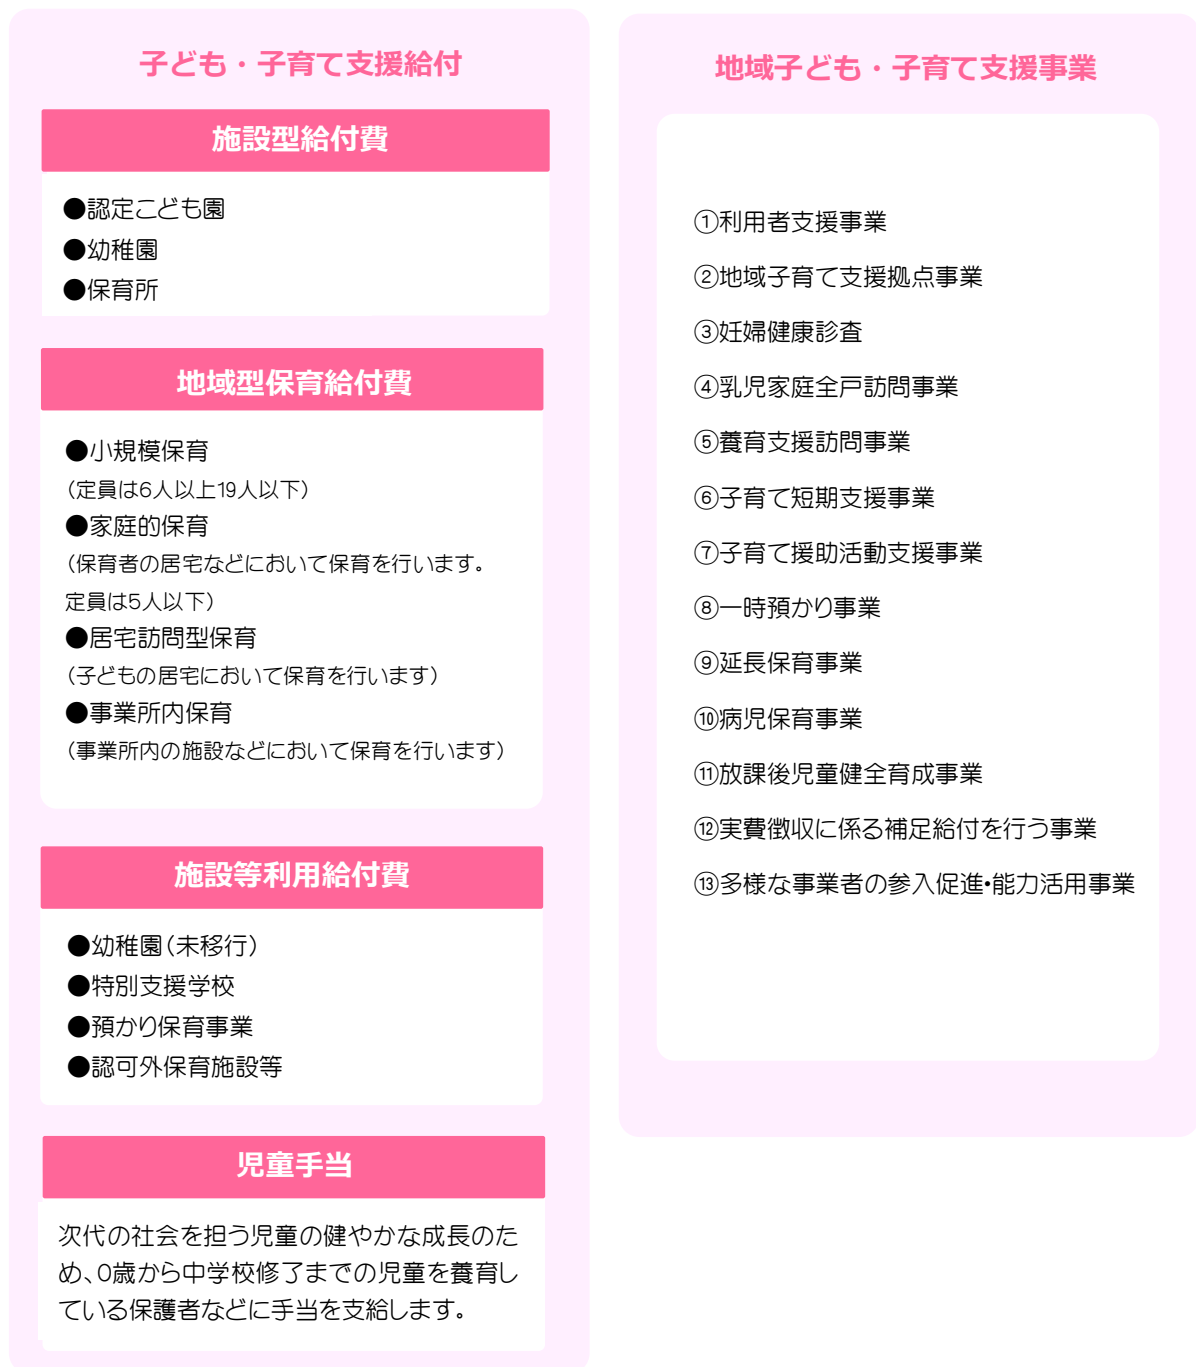 子ども・子育て支援給付
施設型給付費
●認定こども園
●幼稚園
●保育所
地域型保育給付費
●小規模保育
(定員は6人以上19人以下)
●家庭的保育
(保育者の居宅などにおいて保育を行います。
定員は5人以下)
●居宅訪問型保育
(子どもの居宅において保育を行います)
●事業所内保育
(事業所内の施設などにおいて保育を行います)
施設等利用給付費
●幼稚園(未移行)
●特別支援学校
●預かり保育事業
●認可外保育施設等
児童手当
次代の社会を担う児童の健やかな成長のた
め、0歳から中学校修了までの児童を養育し
ている保護者などに手当を支給します。
地域子ども・子育て支援事業
①利用者支援事業
②地域子育て支援拠点事業
③妊婦健康診査
④乳児家庭全戸訪問事業
⑤養育支援訪問事業
⑥子育て短期支援事業
⑦子育て援助活動支援事業
⑧一時預かり事業
⑨延長保育事業
⑩病児保育事業
⑪放課後児童健全育成事業
⑫実費徴収に係る補足給付を行う事業
⑬多様な事業者の参入促進・能力活用事業